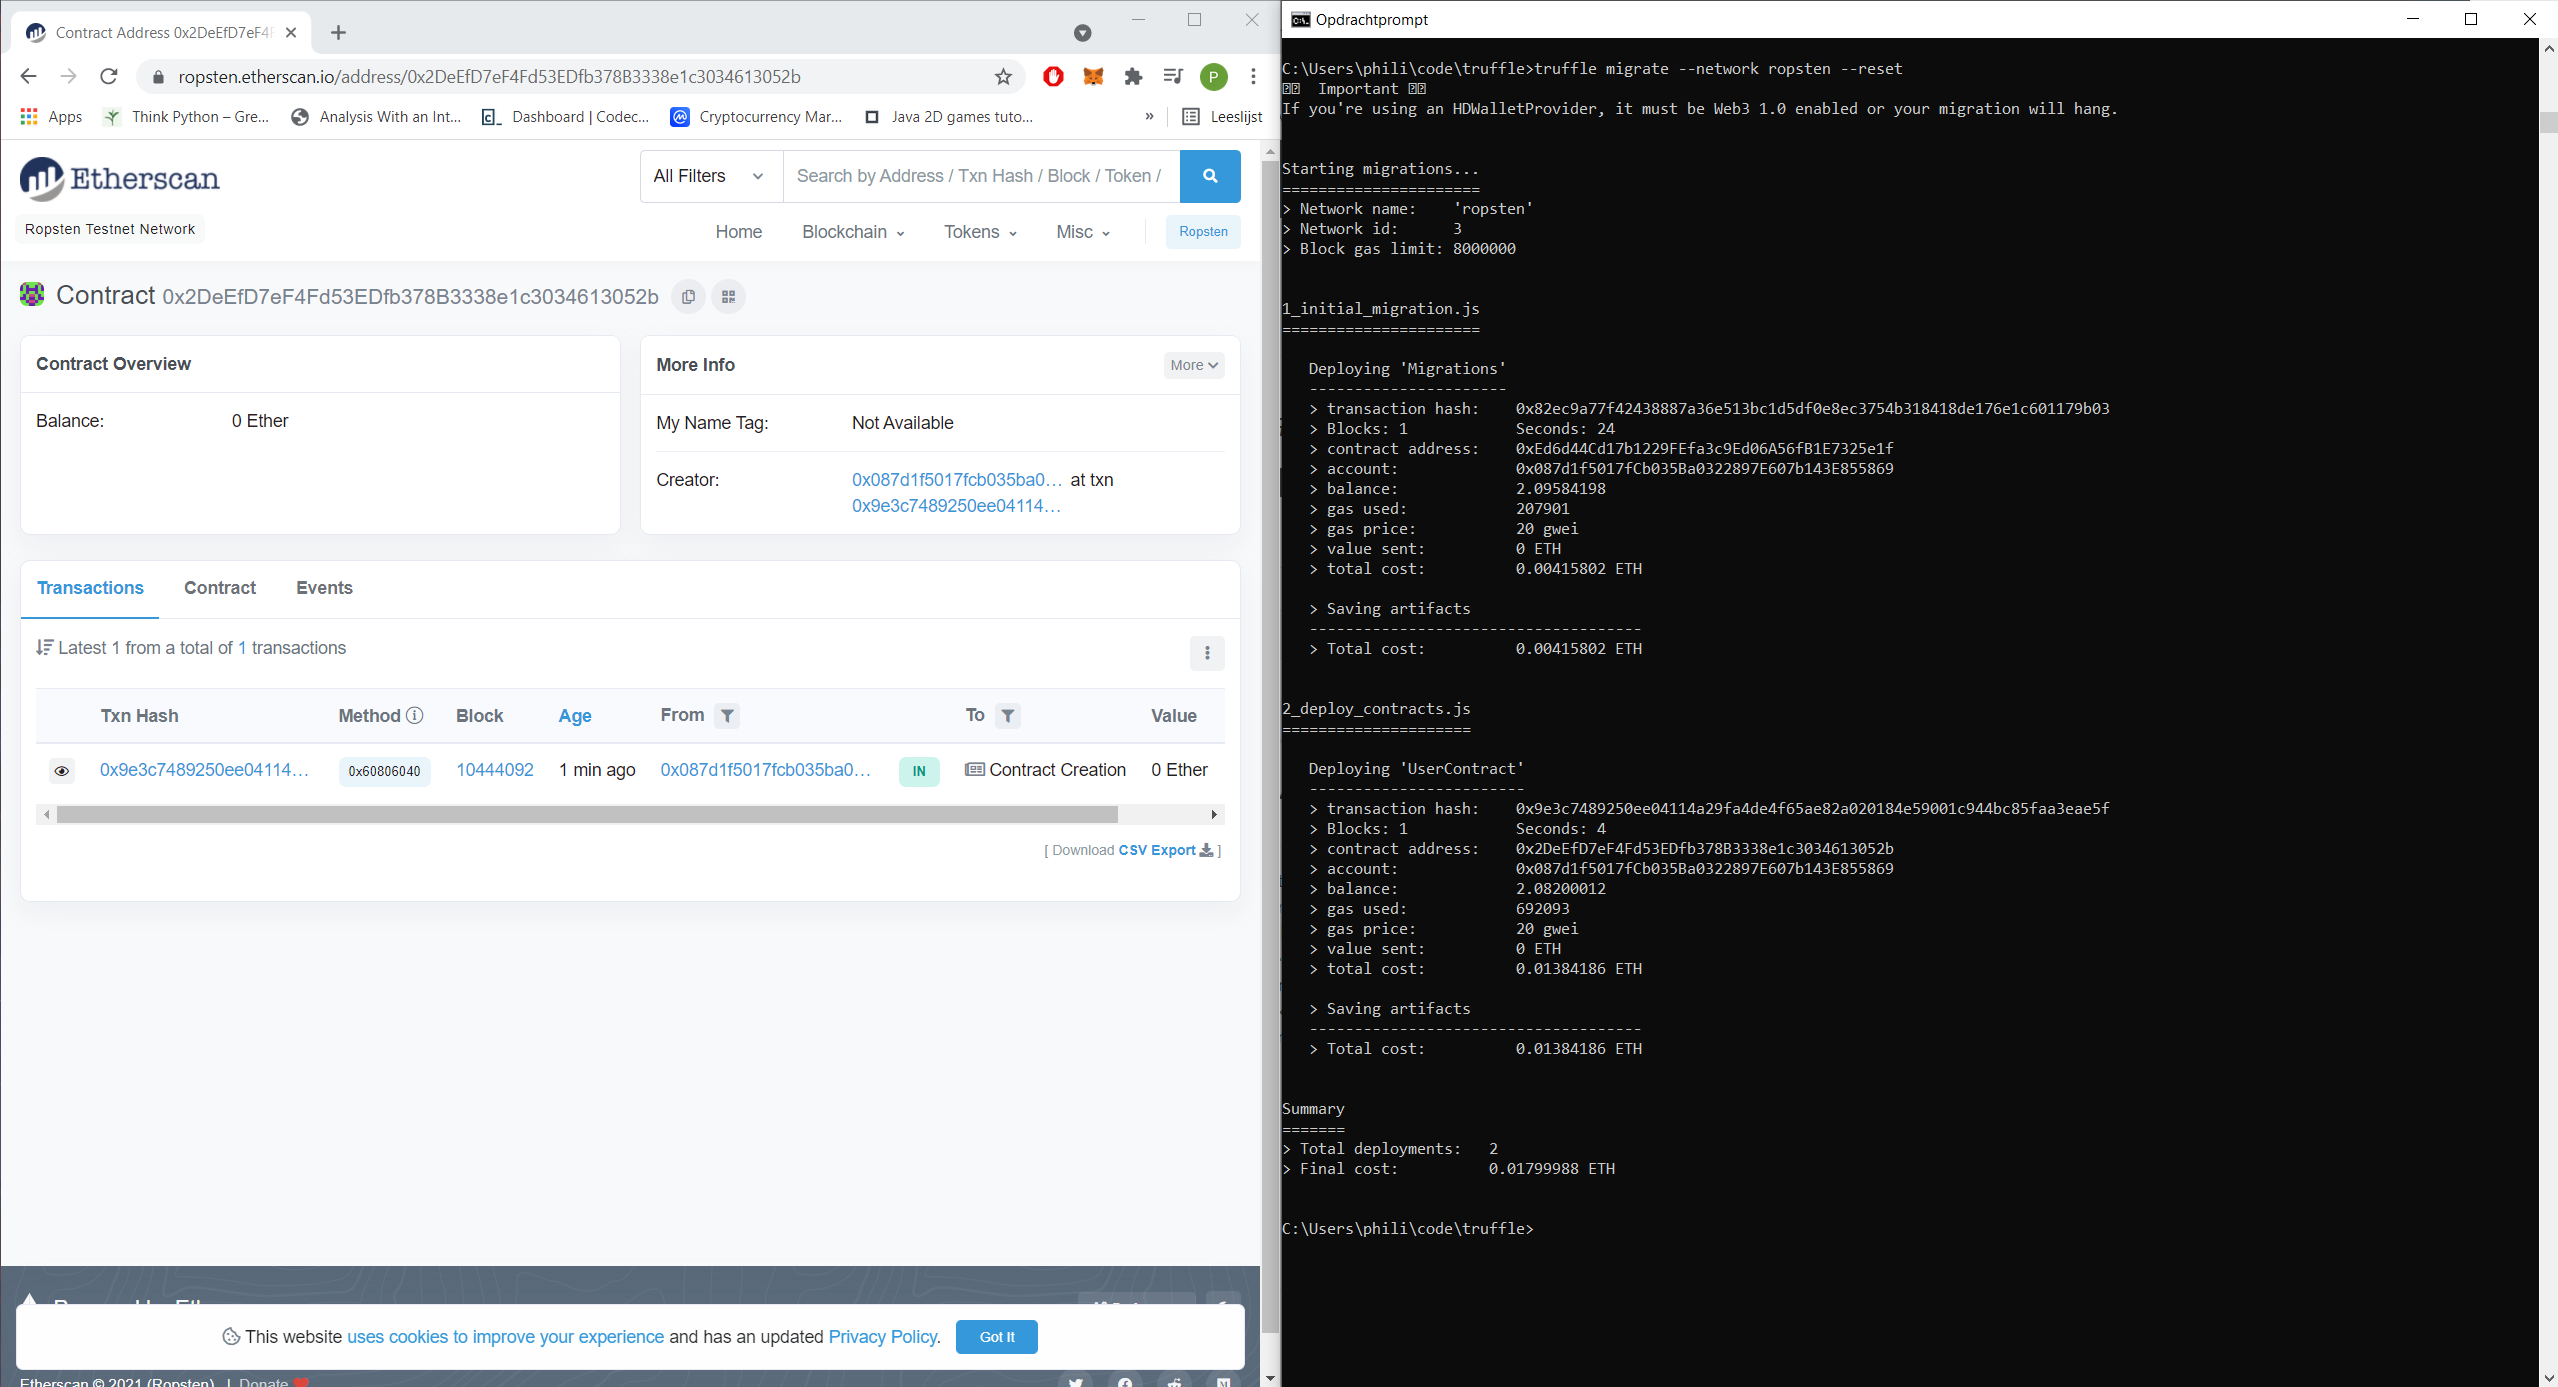 Contract Address 0x2DeEfD7eF4F
ropsten.etherscan.io/address/0x2DeEfD7eF4Fd53EDfb378B3338e1c3034613052b
P
Apps
Think Python – Gre...
Analysis With an Int...
Dashboard | Codec...
Cryptocurrency Mar...
Java 2D games tuto...
»
Leeslijst
Etherscan
All Filters
Search by Address / Txn Hash / Block / Token /
Ropsten Testnet Network
Home
Blockchain
Tokens
Misc
Ropsten
Contract 0x2DeEfD7eF4Fd53EDfb378B3338e1c3034613052b
Contract Overview
Balance:
0 Ether
More Info
More
My Name Tag:
Not Available
Creator:
0x087d1f5017fcb035ba0... at txn
0x9e3c7489250ee04114...
Transactions
Contract
Events
Latest 1 from a total of 1 transactions
Txn Hash
Method
Block
Age
From
To
Value
0x9e3c7489250ee04114...
0x60806040
10444092
1 min ago
0x087d1f5017fcb035ba0...
IN
Contract Creation
0 Ether
[ Download CSV Export ]
This website uses cookies to improve your experience and has an updated Privacy Policy.
Got It
Etherscan © 2021 (Ropsten) | Donate
Opdrachtprompt
C:\Users\phili\code\truffle>truffle migrate --network ropsten --reset
Important
If you're using an HDWalletProvider, it must be Web3 1.0 enabled or your migration will hang.
Starting migrations...
======================
> Network name:    'ropsten'
> Network id:      3
> Block gas limit: 8000000
1_initial_migration.js
======================
Deploying 'Migrations'
----------------------
> transaction hash:    0x82ec9a77f42438887a36e513bc1d5df0e8ec3754b318418de176e1c601179b03
> Blocks: 1            Seconds: 24
> contract address:    0xEd6d44Cd17b1229FEfa3c9Ed06A56fB1E7325e1f
> account:             0x087d1f5017fCb035Ba0322897E607b143E855869
> balance:             2.09584198
> gas used:            207901
> gas price:           20 gwei
> value sent:          0 ETH
> total cost:          0.00415802 ETH
> Saving artifacts
-------------------------------------
> Total cost:          0.00415802 ETH
2_deploy_contracts.js
=====================
Deploying 'UserContract'
------------------------
> transaction hash:    0x9e3c7489250ee04114a29fa4de4f65ae82a020184e59001c944bc85faa3eae5f
> Blocks: 1            Seconds: 4
> contract address:    0x2DeEfD7eF4Fd53EDfb378B3338e1c3034613052b
> account:             0x087d1f5017fCb035Ba0322897E607b143E855869
> balance:             2.08200012
> gas used:            692093
> gas price:           20 gwei
> value sent:          0 ETH
> total cost:          0.01384186 ETH
> Saving artifacts
-------------------------------------
> Total cost:          0.01384186 ETH
Summary
=======
> Total deployments:   2
> Final cost:          0.01799988 ETH
C:\Users\phili\code\truffle>